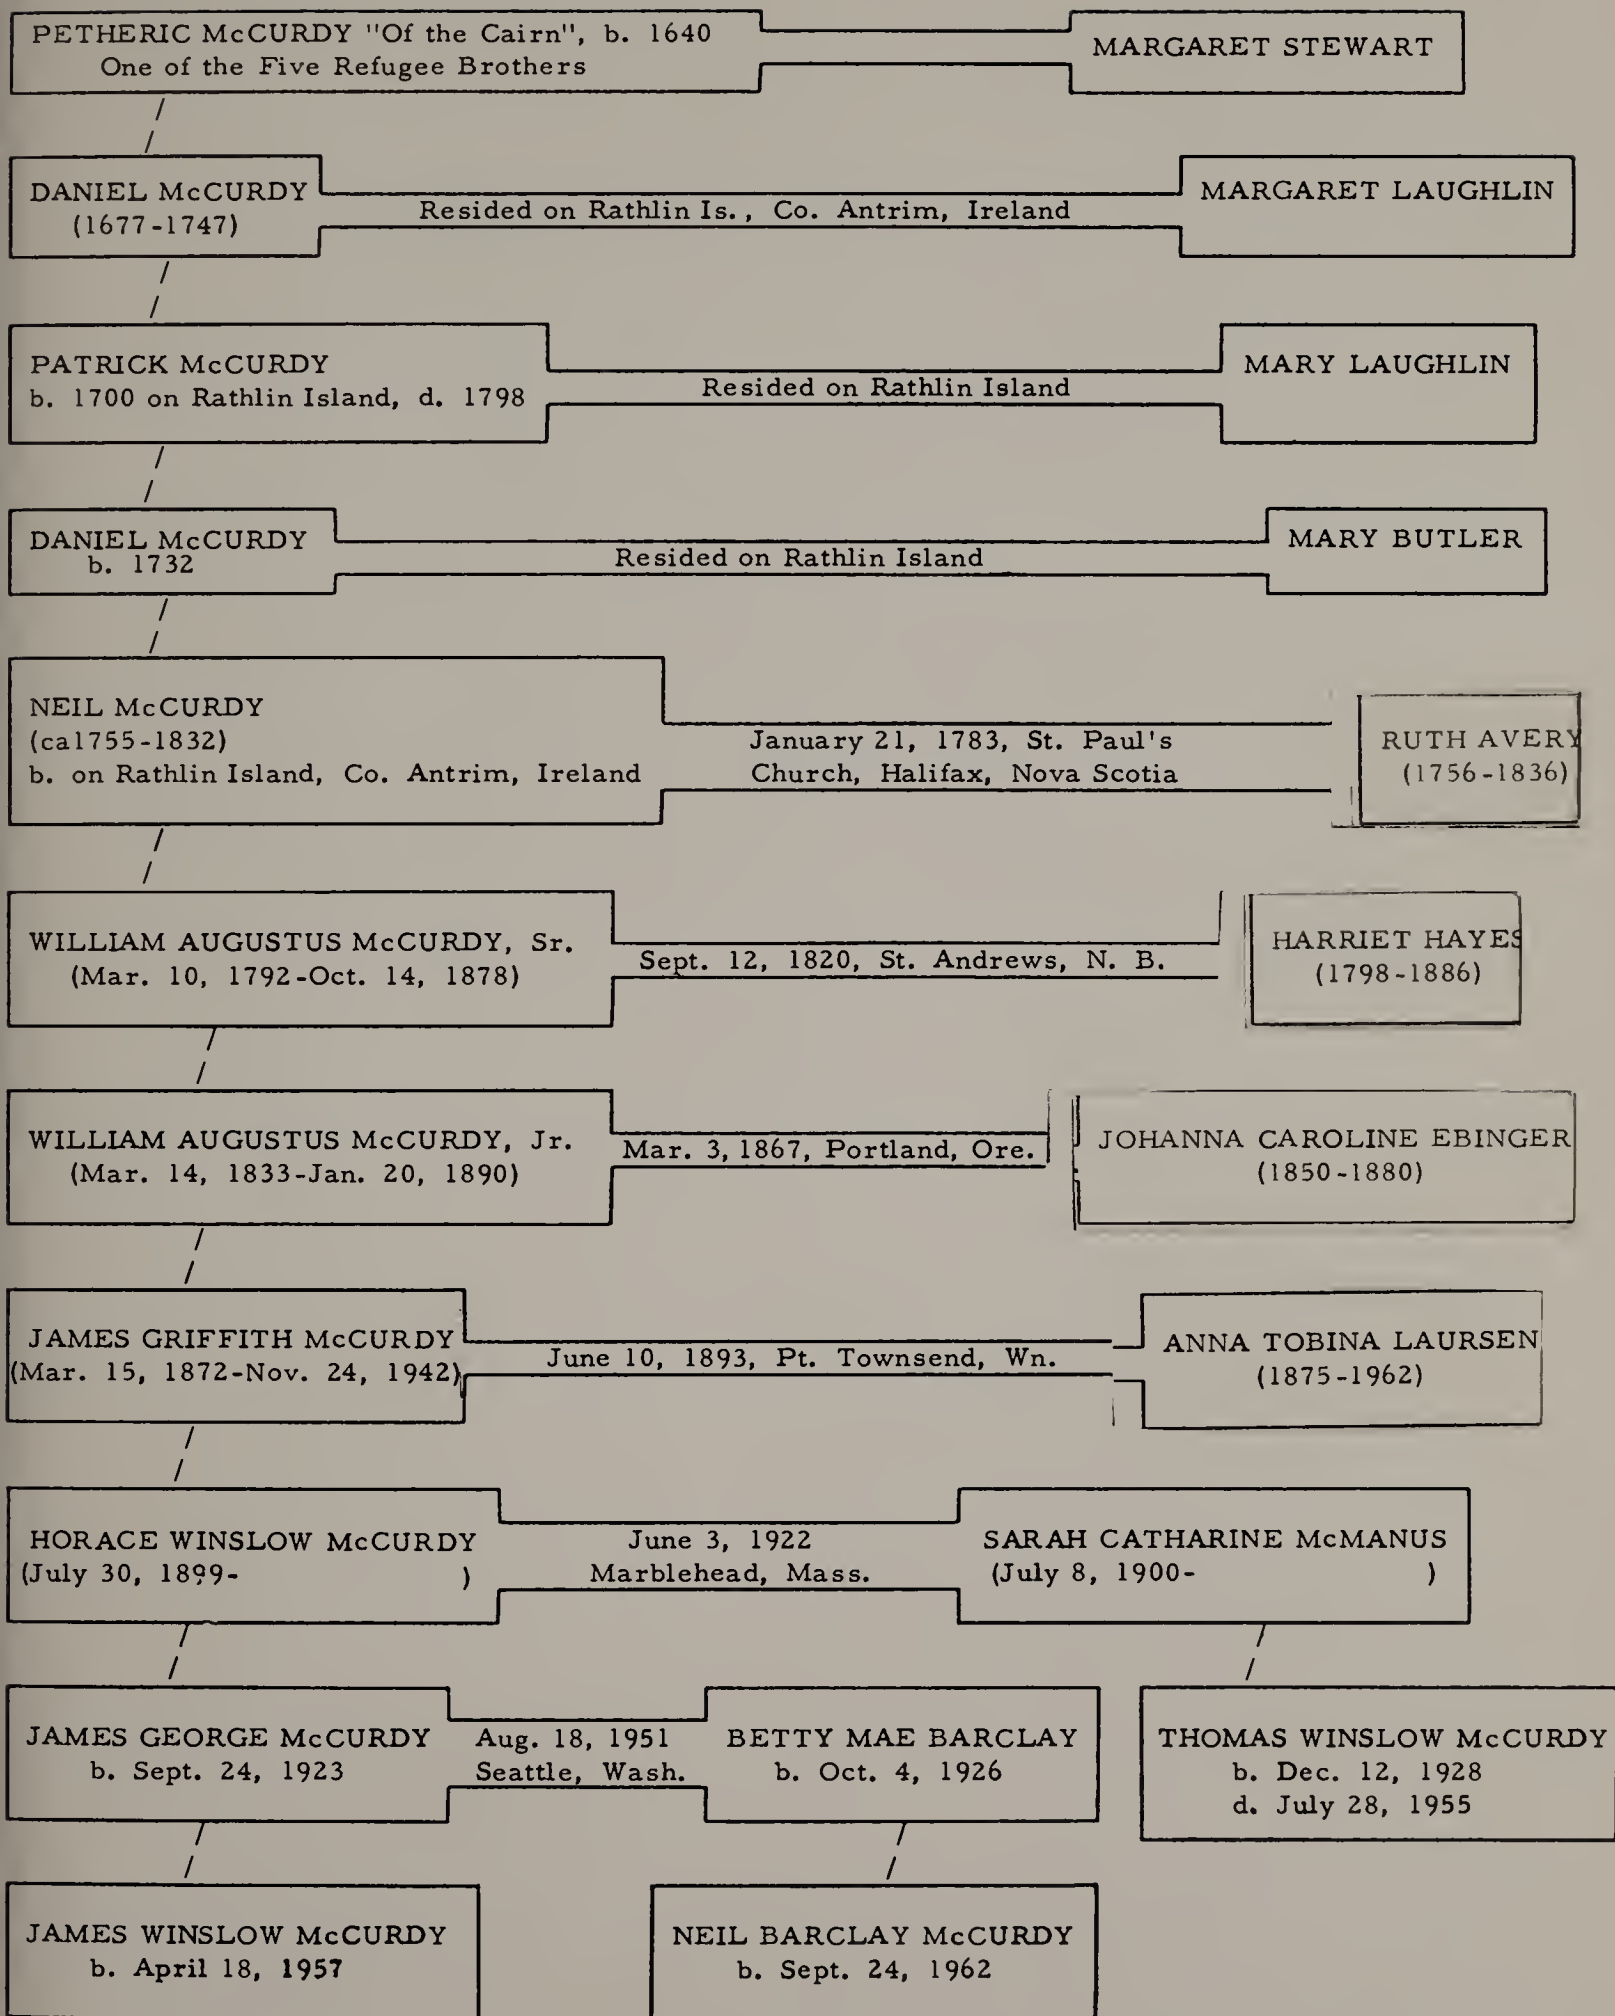 PETHERIC McCURDY "Of the Cairn", b. 1640
One of the Five Refugee Brothers
MARGARET STEWART
DANIEL McCURDY
(1677-1747)
Resided on Rathlin Is., Co. Antrim, Ireland
MARGARET LAUGHLIN
PATRICK McCURDY
b. 1700 on Rathlin Island, d. 1798
Resided on Rathlin Island
MARY LAUGHLIN
DANIEL McCURDY
b. 1732
Resided on Rathlin Island
MARY BUTLER
NEIL McCURDY
(ca1755-1832)
b. on Rathlin Island, Co. Antrim, Ireland
January 21, 1783, St. Paul's
Church, Halifax, Nova Scotia
RUTH AVERY
(1756-1836)
WILLIAM AUGUSTUS McCURDY, Sr.
(Mar. 10, 1792-Oct. 14, 1878)
Sept. 12, 1820, St. Andrews, N. B.
HARRIET HAYES
(1798-1886)
WILLIAM AUGUSTUS McCURDY, Jr.
(Mar. 14, 1833-Jan. 20, 1890)
Mar. 3, 1867, Portland, Ore.
JOHANNA CAROLINE EBINGER
(1850-1880)
JAMES GRIFFITH McCURDY
(Mar. 15, 1872-Nov. 24, 1942)
June 10, 1893, Pt. Townsend, Wn.
ANNA TOBINA LAURSEN
(1875-1962)
HORACE WINSLOW McCURDY
(July 30, 1899- )
June 3, 1922
Marblehead, Mass.
SARAH CATHARINE McMANUS
(July 8, 1900- )
JAMES GEORGE McCURDY
b. Sept. 24, 1923
Aug. 18, 1951
Seattle, Wash.
BETTY MAE BARCLAY
b. Oct. 4, 1926
THOMAS WINSLOW McCURDY
b. Dec. 12, 1928
d. July 28, 1955
JAMES WINSLOW McCURDY
b. April 18, 1957
NEIL BARCLAY McCURDY
b. Sept. 24, 1962